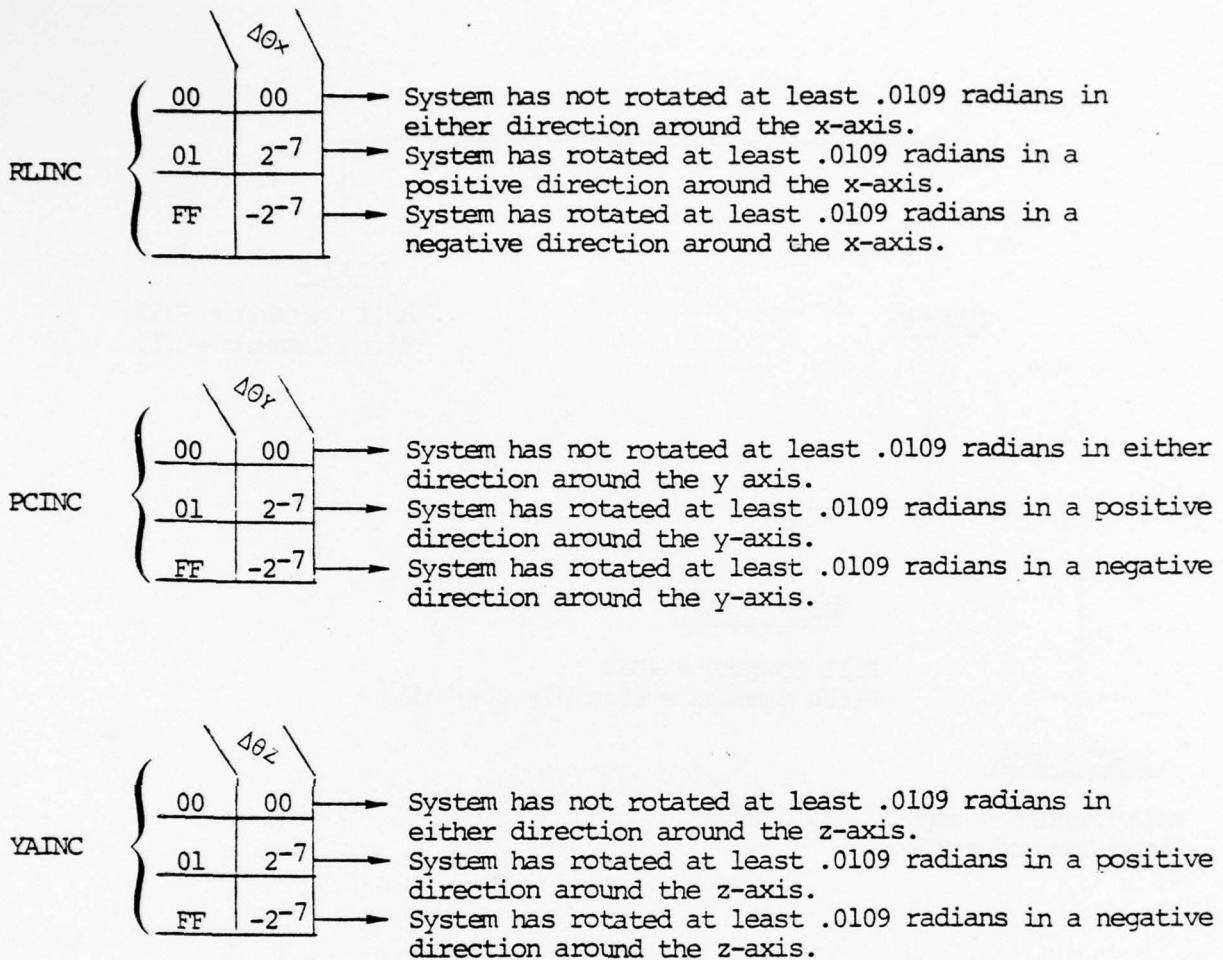 Δθx
00 00 System has not rotated at least .0109 radians in
either direction around the x-axis.
RLINC 01 2-7 System has rotated at least .0109 radians in a
positive direction around the x-axis.
FF -2-7 System has rotated at least .0109 radians in a
negative direction around the x-axis.
ΔθY
00 00 System has not rotated at least .0109 radians in either
direction around the y axis.
PCINC 01 2-7 System has rotated at least .0109 radians in a positive
direction around the y-axis.
FF -2-7 System has rotated at least .0109 radians in a negative
direction around the y-axis.
ΔθZ
00 00 System has not rotated at least .0109 radians in
either direction around the z-axis.
YAINC 01 2-7 System has rotated at least .0109 radians in a positive
direction around the z-axis.
FF -2-7 System has rotated at least .0109 radians in a negative
direction around the z-axis.